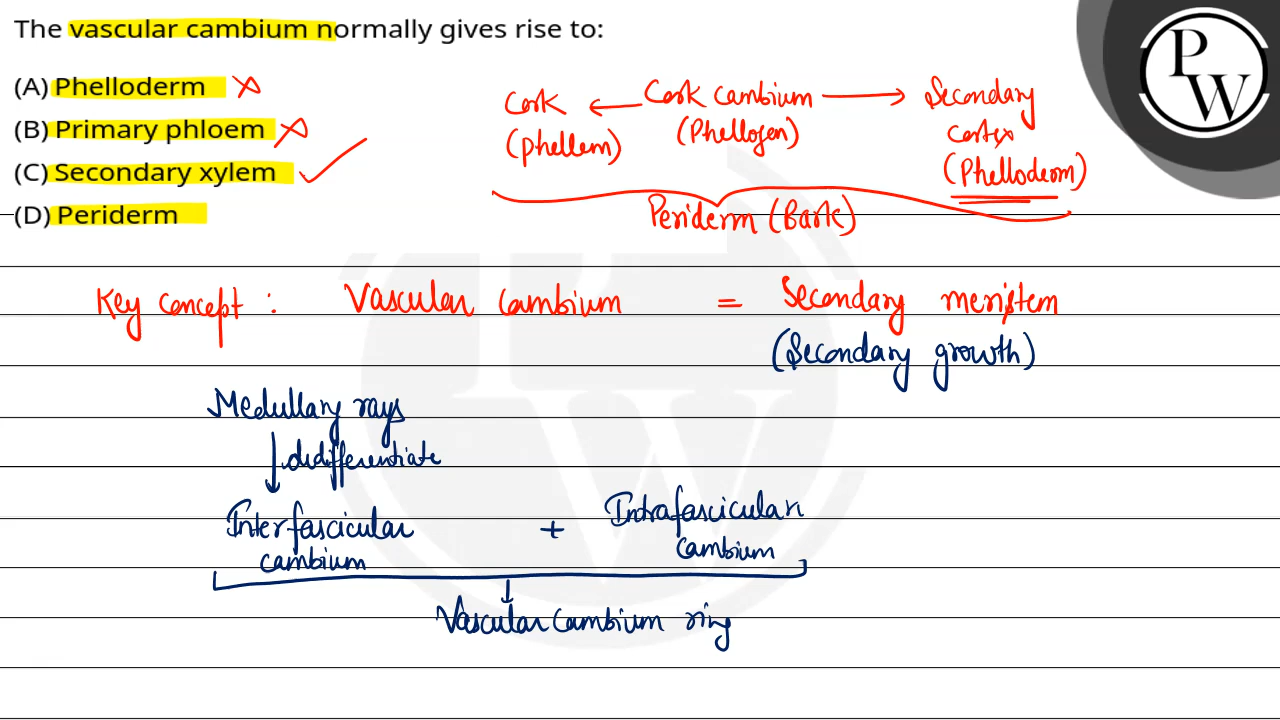 The vascular cambium normally gives rise to:
(A) Phelloderm
(B) Primary phloem
(C) Secondary xylem
(D) Periderm
Cork ← Cork cambium → Secondary
(Phellem) (Phellogen) cortex
(Phelloderm)
Periderm (Bark)
Key concept : Vascular cambium = Secondary meristem
(Secondary growth)
Medullary rays
dedifferentiate
Interfascicular + Intrafascicular
cambium cambium
Vascular cambium ring
PW
PW